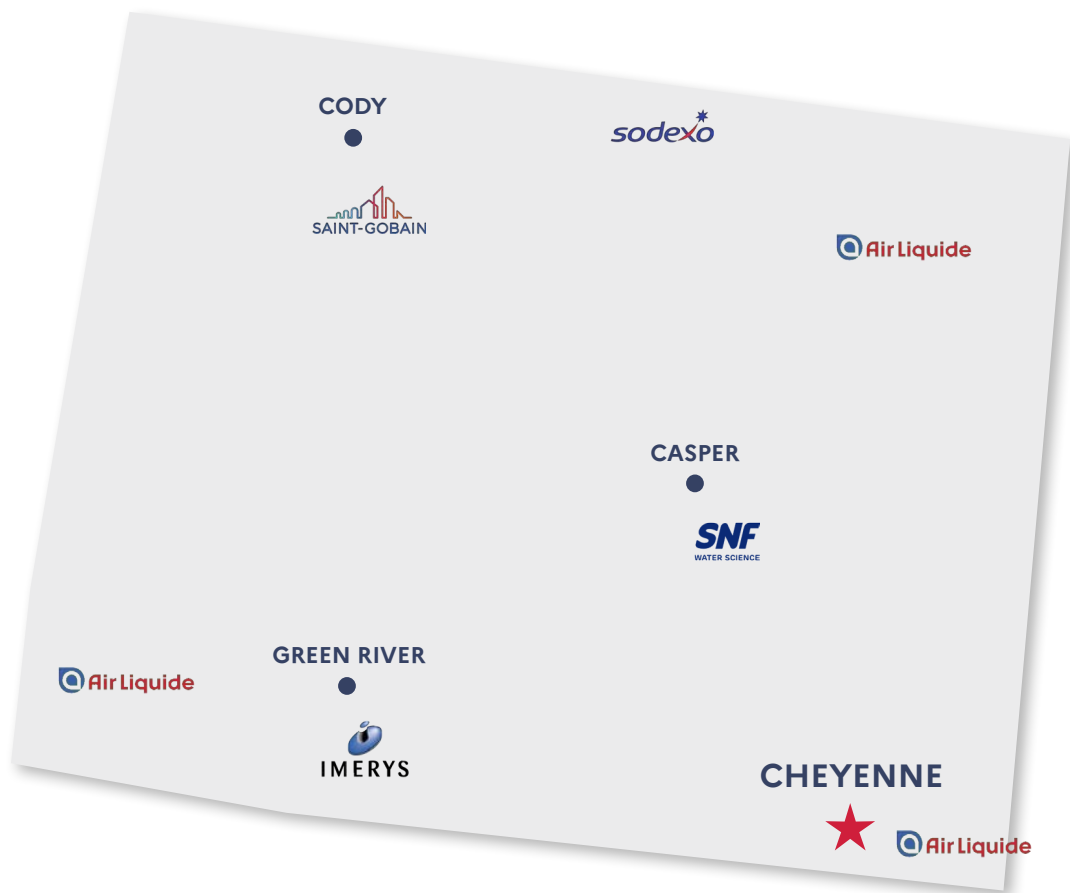 CODY
sodexo
SAINT-GOBAIN
Air Liquide
CASPER
SNF
WATER SCIENCE
GREEN RIVER
Air Liquide
IMERYS
CHEYENNE
Air Liquide